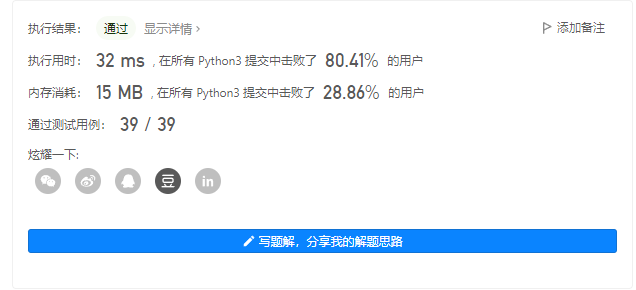 执行结果： 通过 显示详情 › 添加备注
执行用时： 32 ms , 在所有 Python3 提交中击败了 80.41% 的用户
内存消耗： 15 MB , 在所有 Python3 提交中击败了 28.86% 的用户
通过测试用例： 39 / 39
炫耀一下:
豆 in
写题解，分享我的解题思路